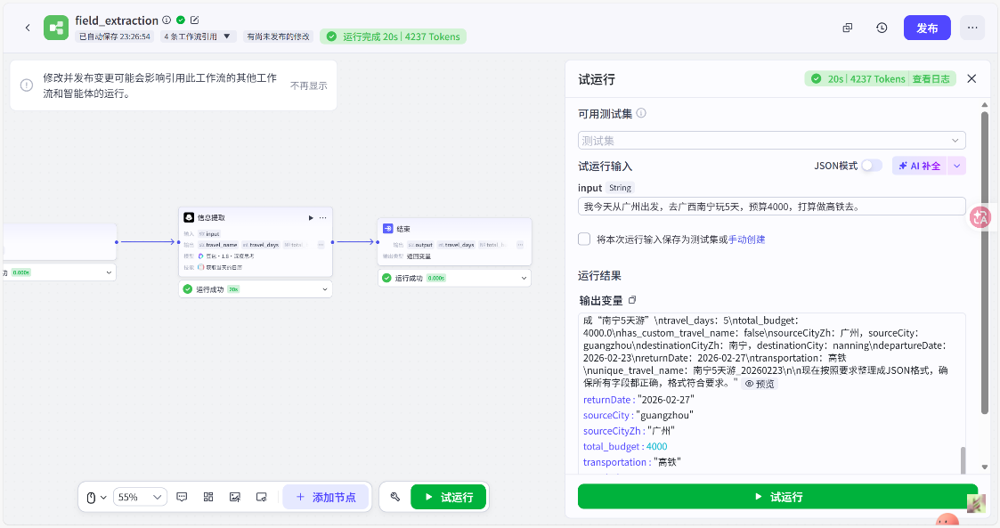 field_extraction
已自动保存 23:26:54
4 条工作流引用
有尚未发布的修改
运行完成 20s | 4237 Tokens
发布
修改并发布变更可能会影响引用此工作流的其他工作
流和智能体的运行。
不再显示
功 0.000s
信息提取
输入 input
输出 travel_name travel_days total
模型 豆包·1.8·深度思考
技能 获取当天的日历
运行成功 20s
结束
输出 output travel_days total_b
输出类型 返回变量
运行成功 0.000s
55%
添加节点
试运行
试运行
20s | 4237 Tokens 查看日志
可用测试集
测试集
试运行输入
JSON模式
AI 补全
input String
我今天从广州出发，去广西南宁玩5天，预算4000，打算做高铁去。
将本次运行输入保存为测试集或手动创建
运行结果
输出变量
成“南宁5天游”\ntravel_days：5\ntotal_budget：
4000.0\nhas_custom_travel_name：false\nsourceCityZh：广州，sourceCity：
guangzhou\ndestinationCityZh：南宁，destinationCity：nanning\ndepartureDate：
2026-02-23\nreturnDate：2026-02-27\ntransportation：高铁
\nunique_travel_name：南宁5天游_20260223\n\n现在按照要求整理成JSON格式，确
保所有字段都正确，格式符合要求。" 预览
returnDate : "2026-02-27"
sourceCity : "guangzhou"
sourceCityZh : "广州"
total_budget : 4000
transportation : "高铁"
试运行